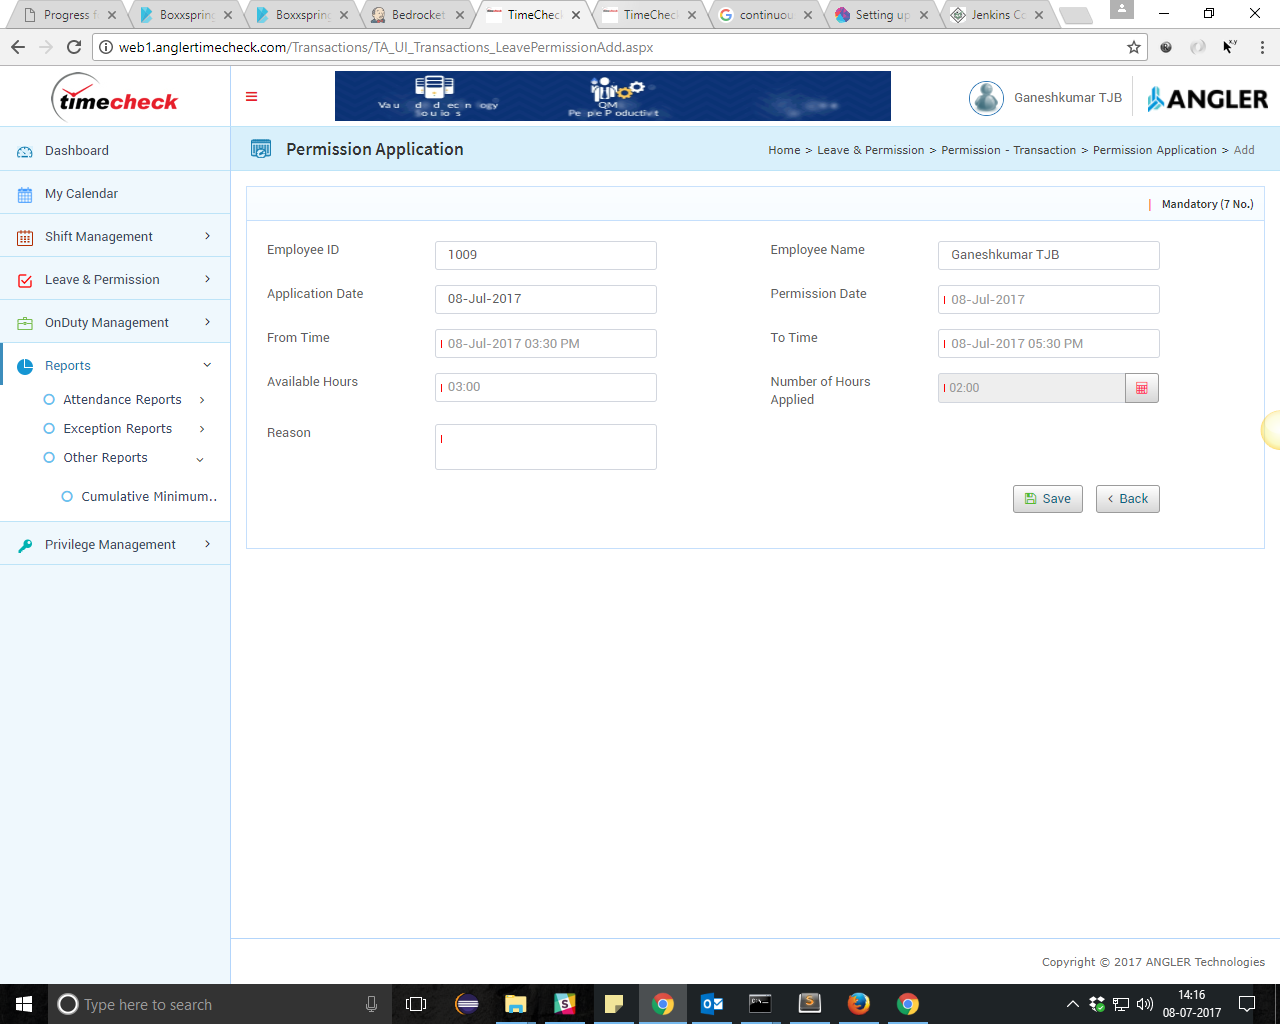 Progress f
Boxxspring
Boxxspring
Bedrocket
TimeChec
TimeChec
continuou
Setting up
Jenkins Co
web1.anglertimecheck.com/Transactions/TA_UI_Transactions_LeavePermissionAdd.aspx
timecheck
QM
Ganeshkumar TJB
ANGLER
Permission Application
Home > Leave & Permission > Permission - Transaction > Permission Application > Add
Dashboard
My Calendar
Shift Management
Leave & Permission
OnDuty Management
Reports
Attendance Reports
Exception Reports
Other Reports
Cumulative Minimum..
Privilege Management
Mandatory (7 No.)
Employee ID
1009
Employee Name
Ganeshkumar TJB
Application Date
08-Jul-2017
Permission Date
08-Jul-2017
From Time
08-Jul-2017 03:30 PM
To Time
08-Jul-2017 05:30 PM
Available Hours
03:00
Number of Hours
Applied
02:00
Reason
Save
Back
Copyright © 2017 ANGLER Technologies
Type here to search
14:16
08-07-2017